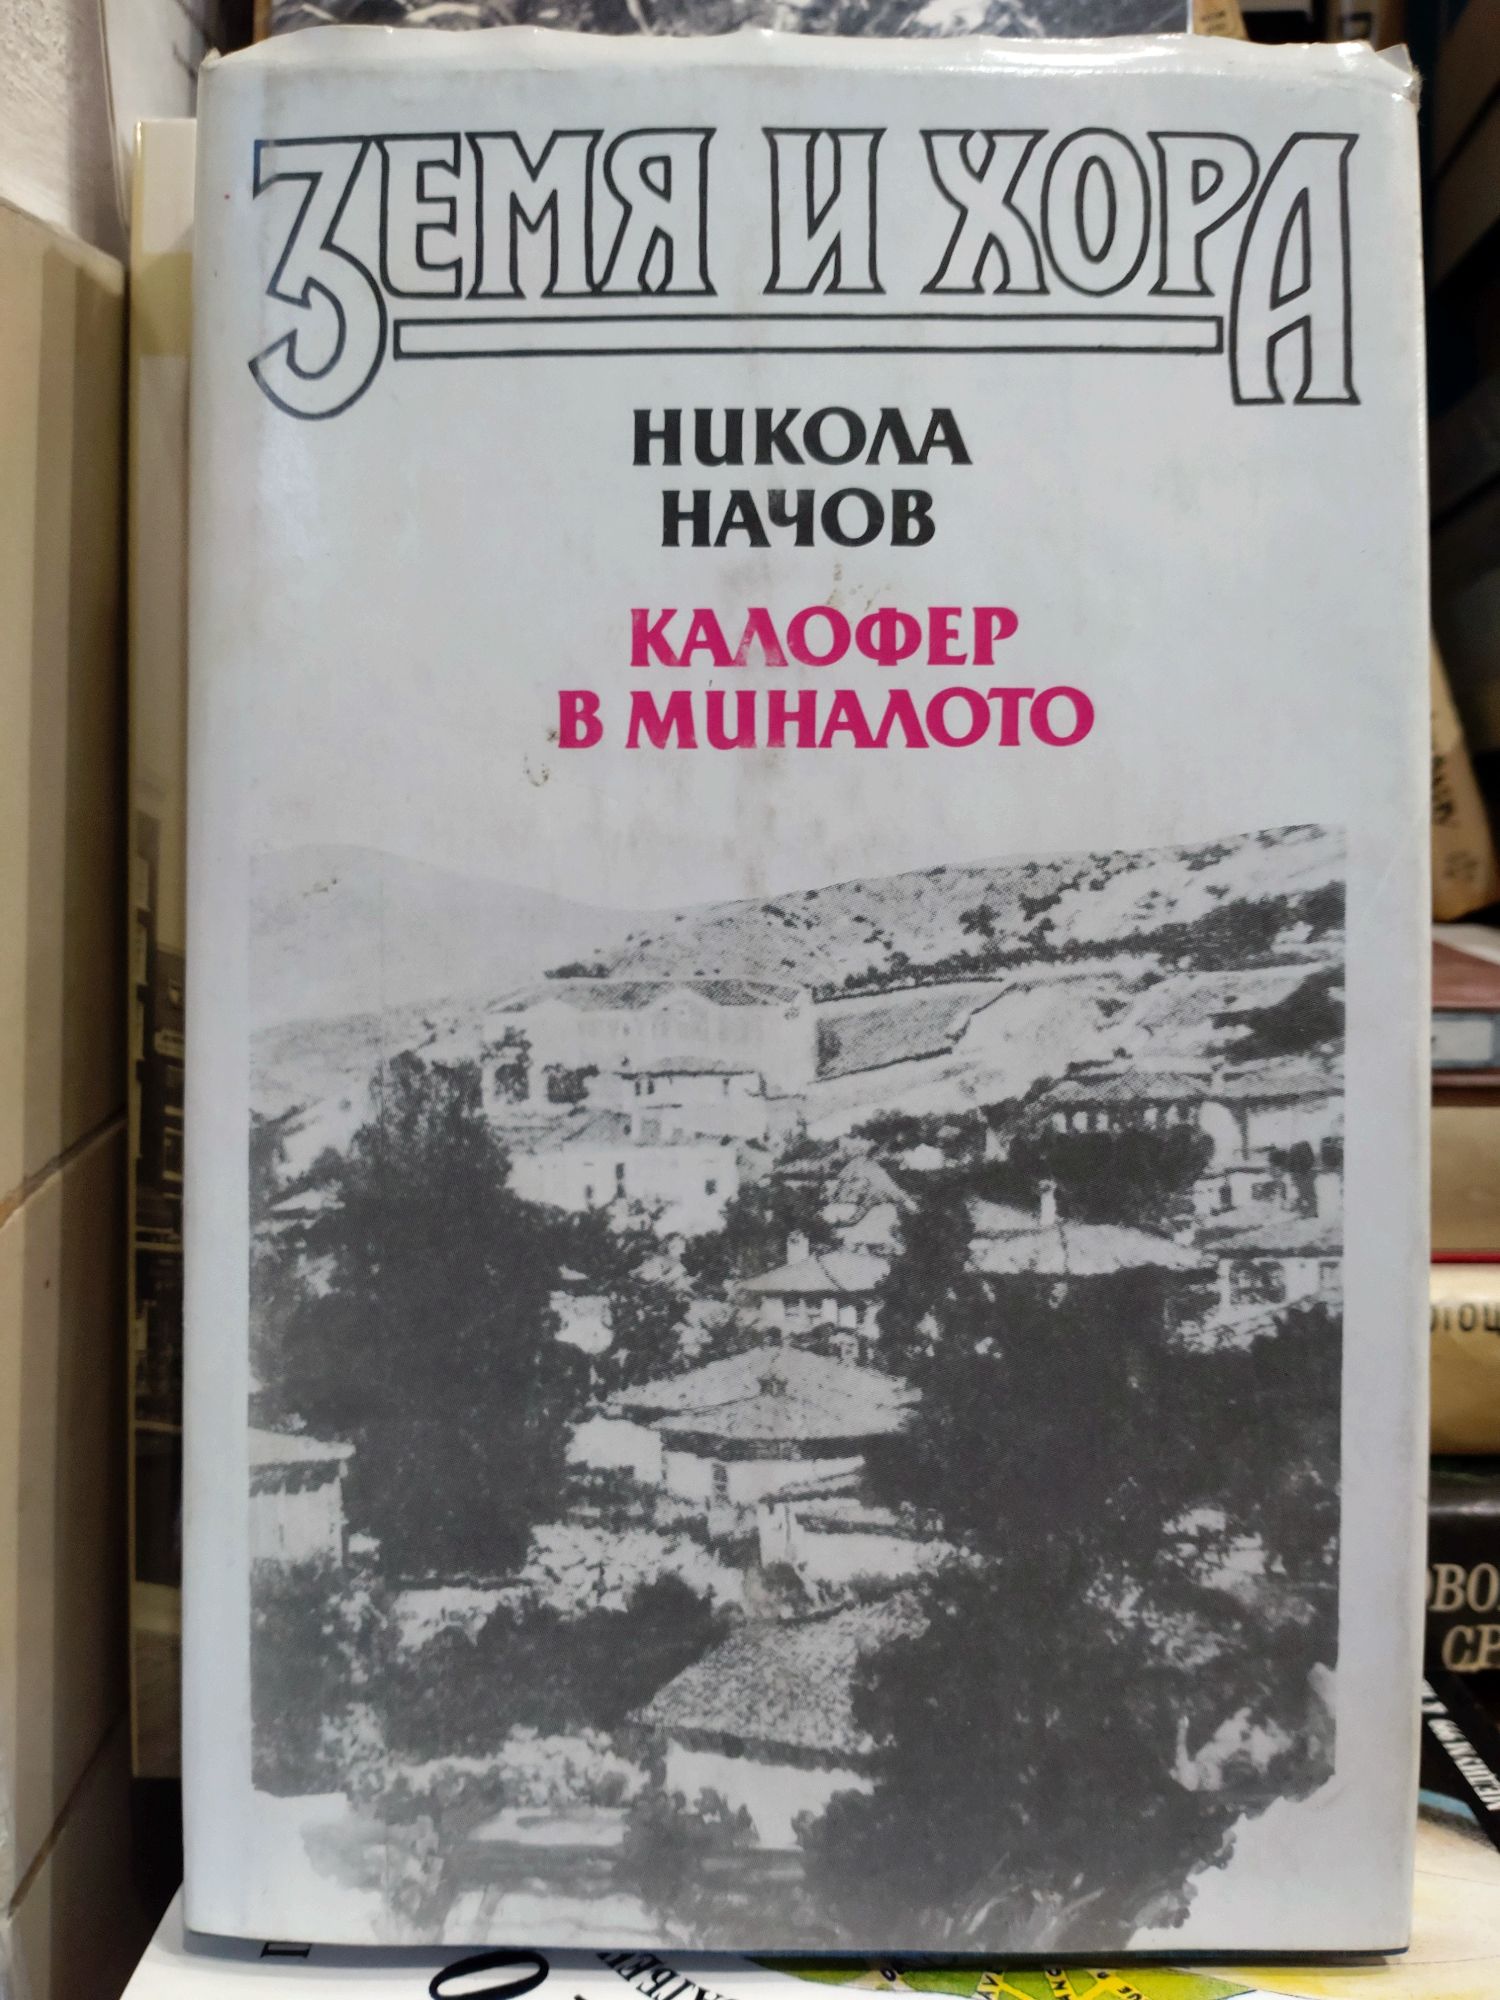 ЗЕМЯ И ХОРА
НИКОЛА
НАЧОВ
КАЛОФЕР
В МИНАЛОТО